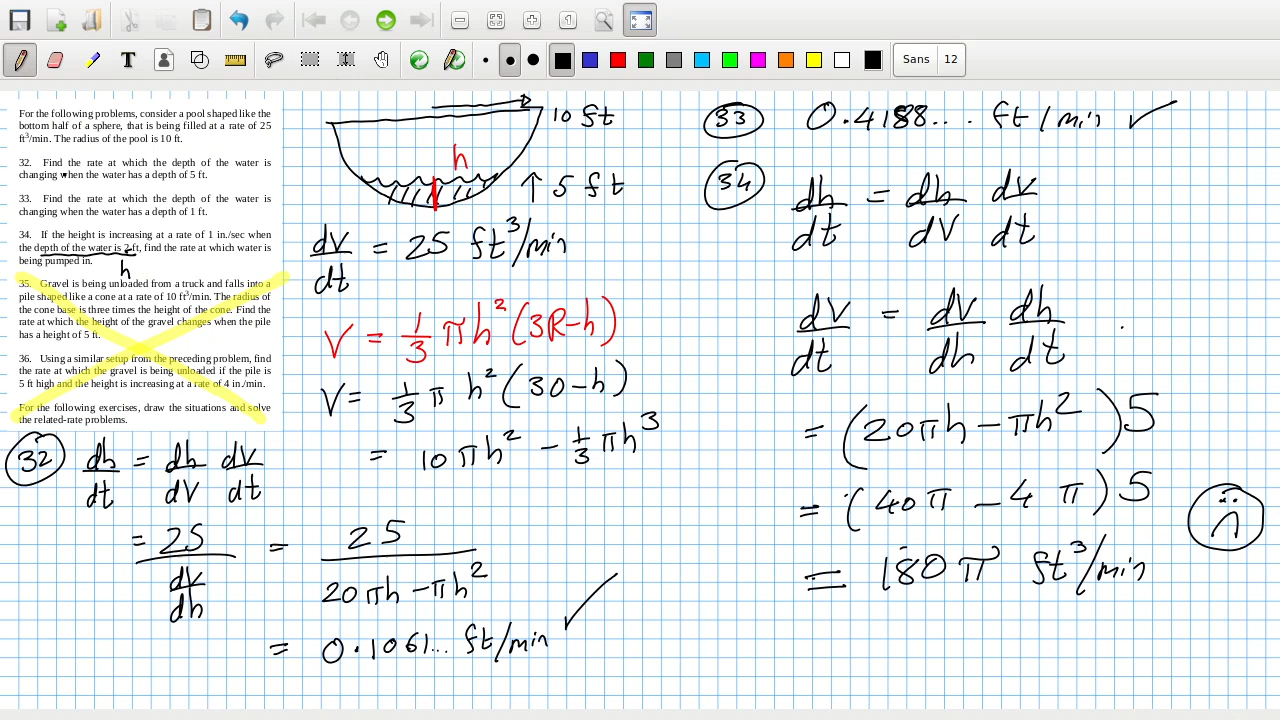 Sans 12
For the following problems, consider a pool shaped like the
bottom half of a sphere, that is being filled at a rate of 25
ft³/min. The radius of the pool is 10 ft.
32. Find the rate at which the depth of the water is
changing when the water has a depth of 5 ft.
33. Find the rate at which the depth of the water is
changing when the water has a depth of 1 ft.
34. If the height is increasing at a rate of 1 in./sec when
the depth of the water is 2 ft, find the rate at which water is
being pumped in.
h
35. Gravel is being unloaded from a truck and falls into a
pile shaped like a cone at a rate of 10 ft³/min. The radius of
the cone base is three times the height of the cone. Find the
rate at which the height of the gravel changes when the pile
has a height of 5 ft.
36. Using a similar setup from the preceding problem, find
the rate at which the gravel is being unloaded if the pile is
5 ft high and the height is increasing at a rate of 4 in./min.
For the following exercises, draw the situations and solve
the related-rate problems.
10 ft
h
↑ 5 ft
dV/dt = 25 ft³/min
V = 1/3 πh²(3R-h)
V = 1/3 π h²(30-h)
= 10πh² - 1/3 πh³
32 dh/dt = dh/dV dV/dt
= 25 / dV/dh = 25 / 20πh-πh²
= 0.1061... ft/min ✓
33 0.4188... ft/min ✓
34 dh/dt = dh/dV dV/dt
dV/dt = dV/dh dh/dt
= (20πh - πh²)5
= (40π - 4π)5
= 180π ft³/min